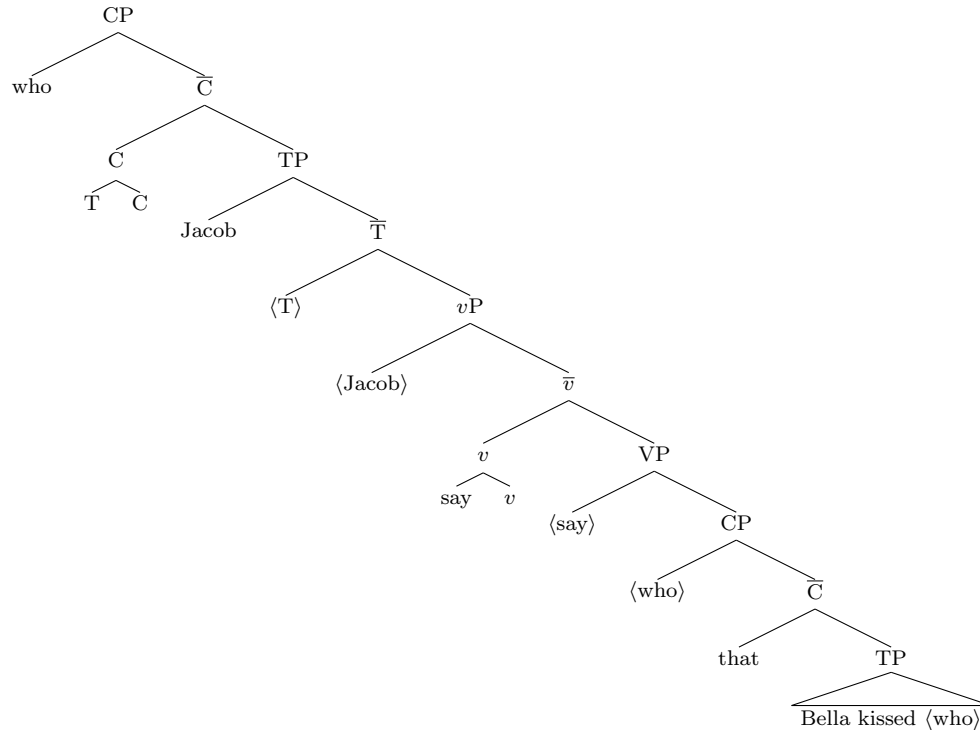 CP
who C̅
C TP
T C
Jacob T̅
⟨T⟩ vP
⟨Jacob⟩ v̅
v VP
say v
⟨say⟩ CP
⟨who⟩ C̅
that TP
Bella kissed ⟨who⟩